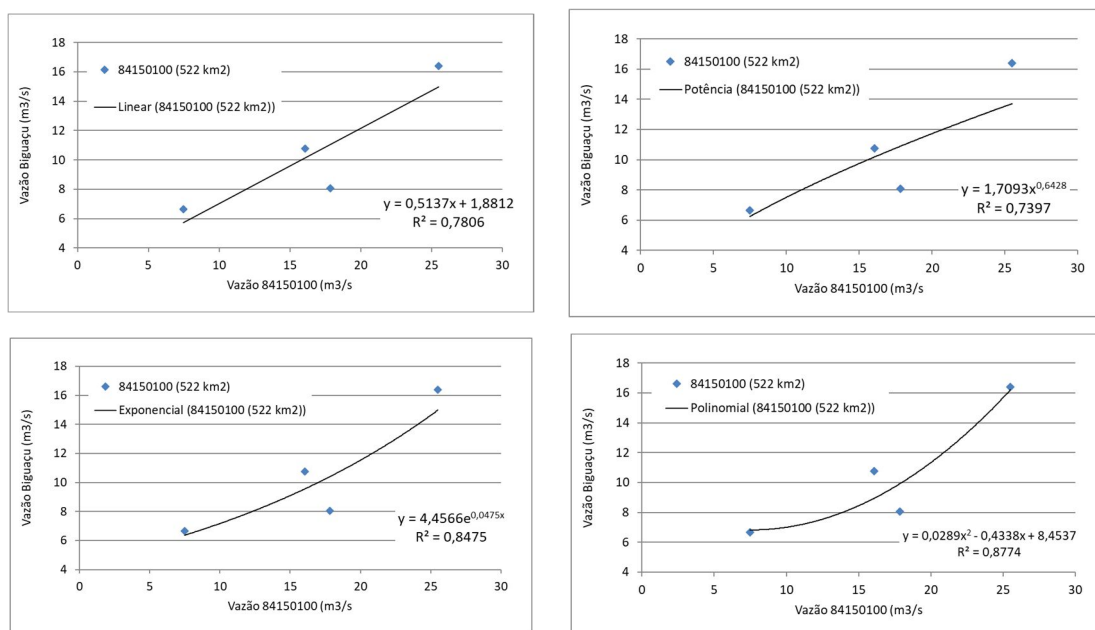 18
16
14
12
10
8
6
4
Vazão Biguaçu (m3/s)
84150100 (522 km2)
Linear (84150100 (522 km2))
y = 0,5137x + 1,8812
R² = 0,7806
0 5 10 15 20 25 30
Vazão 84150100 (m3/s
18
16
14
12
10
8
6
4
Vazão Biguaçu (m3/s)
84150100 (522 km2)
Potência (84150100 (522 km2))
y = 1,7093x^0,6428
R² = 0,7397
0 5 10 15 20 25 30
Vazão 84150100 (m3/s
18
16
14
12
10
8
6
4
Vazão Biguaçu (m3/s)
84150100 (522 km2)
Exponencial (84150100 (522 km2))
y = 4,4566e^0,0475x
R² = 0,8475
0 5 10 15 20 25 30
Vazão 84150100 (m3/s
18
16
14
12
10
8
6
4
Vazão Biguaçu (m3/s)
84150100 (522 km2)
Polinomial (84150100 (522 km2))
y = 0,0289x² - 0,4338x + 8,4537
R² = 0,8774
0 5 10 15 20 25 30
Vazão 84150100 (m3/s